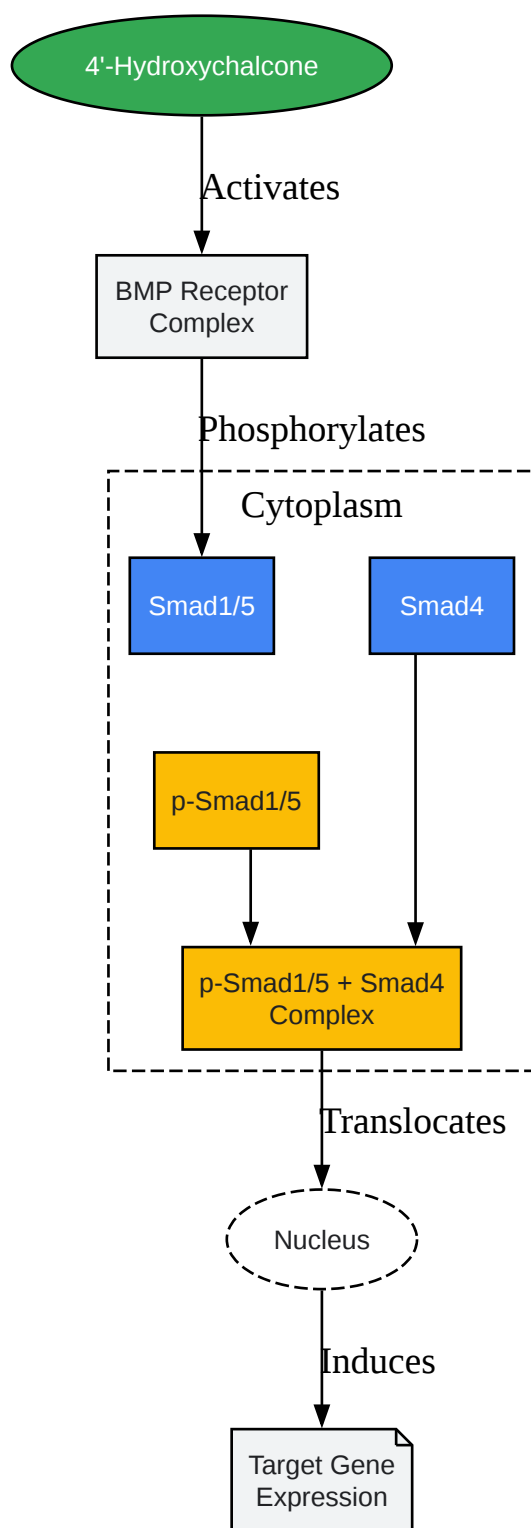 4'-Hydroxychalcone
Activates
BMP Receptor
Complex
Phosphorylates
Cytoplasm
Smad1/5
Smad4
p-Smad1/5
p-Smad1/5 + Smad4
Complex
Translocates
Nucleus
Induces
Target Gene
Expression